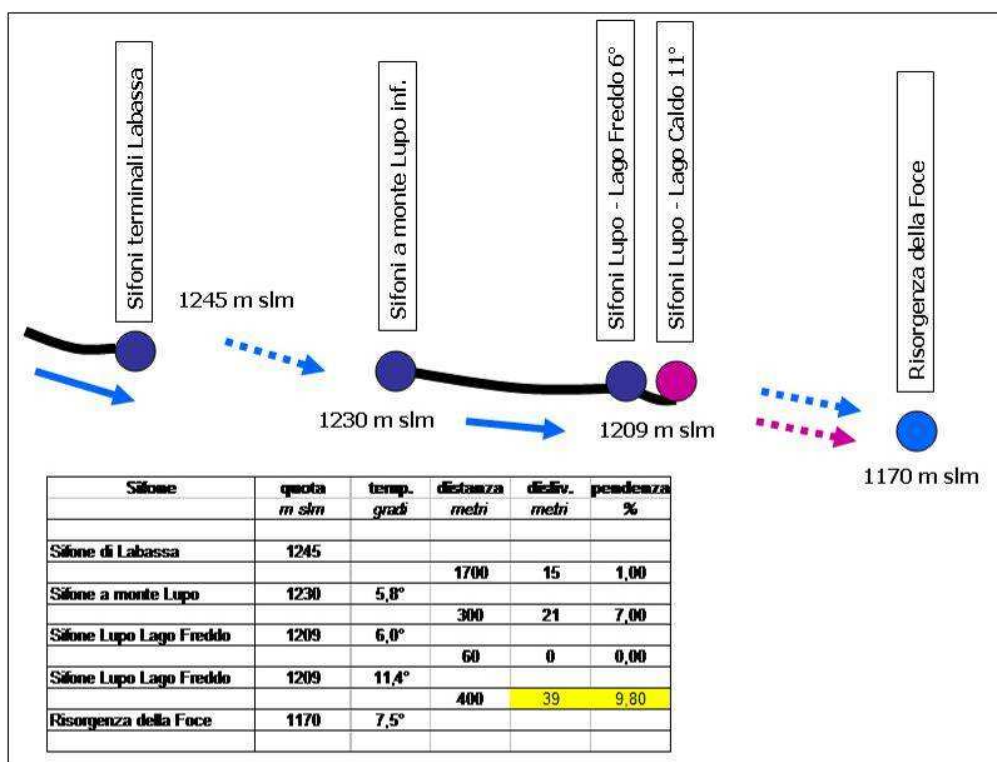 Sifoni terminali Labassa
Sifoni a monte Lupo inf.
Sifoni Lupo - Lago Freddo 6°
Sifoni Lupo - Lago Caldo 11°
Risorgenza della Foce
1245 m slm
1230 m slm
1209 m slm
1170 m slm
Sifone quota temp. distanza disliv. pendenza
m slm gradi metri metri %
Sifone di Labassa 1245
1700 15 1,00
Sifone a monte Lupo 1230 5,8°
300 21 7,00
Sifone Lupo Lago Freddo 1209 6,0°
60 0 0,00
Sifone Lupo Lago Freddo 1209 11,4°
400 39 9,80
Risorgenza della Foce 1170 7,5°